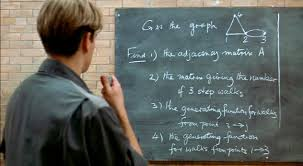 G is the graph
Find 1) the adjacency matrix A
2) the matrix giving the number
of 3 step walks
3) the generating function for walks
from point i → j
4) the generating function
for walks from points 1 → 3